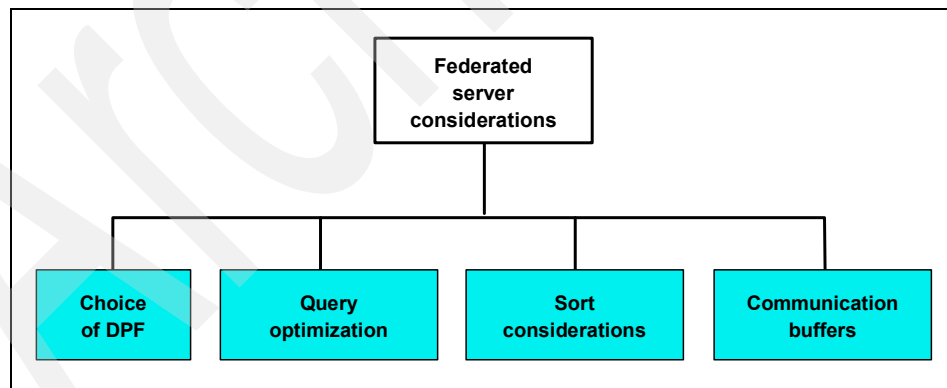 Federated
server
considerations
Choice
of DPF
Query
optimization
Sort
considerations
Communication
buffers